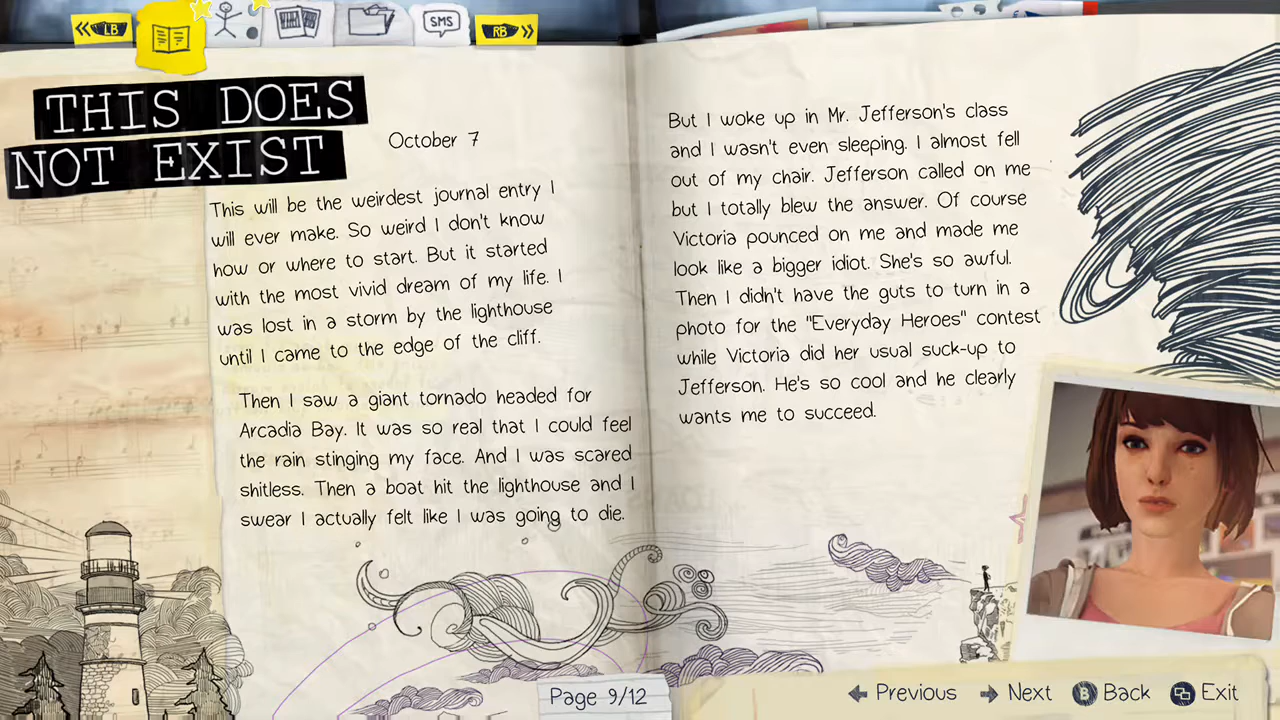 LB
SMS
RB
THIS DOES
NOT EXIST
October 7
This will be the weirdest journal entry I
will ever make. So weird I don't know
how or where to start. But it started
with the most vivid dream of my life. I
was lost in a storm by the lighthouse
until I came to the edge of the cliff.
Then I saw a giant tornado headed for
Arcadia Bay. It was so real that I could feel
the rain stinging my face. And I was scared
shitless. Then a boat hit the lighthouse and I
swear I actually felt like I was going to die.
But I woke up in Mr. Jefferson's class
and I wasn't even sleeping. I almost fell
out of my chair. Jefferson called on me
but I totally blew the answer. Of course
Victoria pounced on me and made me
look like a bigger idiot. She's so awful.
Then I didn't have the guts to turn in a
photo for the "Everyday Heroes" contest
while Victoria did her usual suck-up to
Jefferson. He's so cool and he clearly
wants me to succeed.
Page 9/12
Previous
Next
B Back
Exit